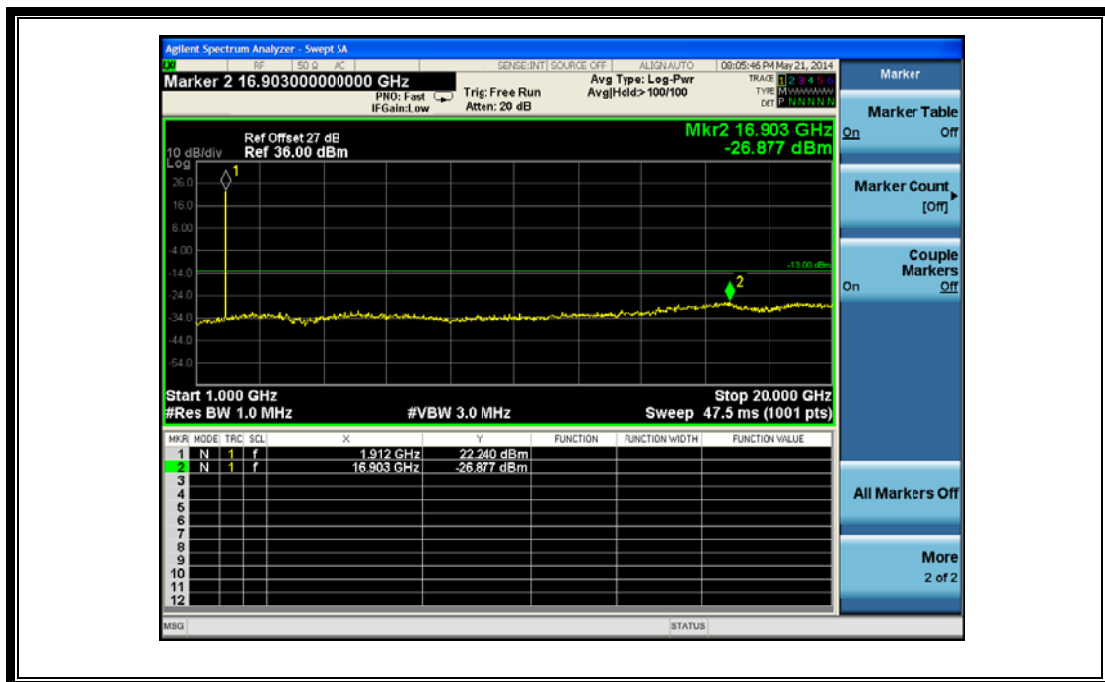 Agilent Spectrum Analyzer - Swept SA
LXI RF 50 Ω AC SENSE:INT SOURCE OFF ALIGN AUTO 08:05:46 PM May 21, 2014
Marker 2 16.903000000000 GHz
PNO: Fast
IFGain:Low
Trig: Free Run
Atten: 20 dB
Avg Type: Log-Pwr
Avg|Hold:> 100/100
TRACE 1 2 3 4 5 6
TYPE MWWWWW
DET P N N N N N
Mkr2 16.903 GHz
-26.877 dBm
Ref Offset 27 dB
Ref 36.00 dBm
10 dB/div
Log
26.0
16.0
6.00
-4.00
-14.0
-24.0
-34.0
-44.0
-54.0
1
2
-13.00 dBm
Start 1.000 GHz
Stop 20.000 GHz
#Res BW 1.0 MHz
#VBW 3.0 MHz
Sweep 47.5 ms (1001 pts)
MKR MODE TRC SCL X Y FUNCTION FUNCTION WIDTH FUNCTION VALUE
1 N 1 f 1.912 GHz 22.240 dBm
2 N 1 f 16.903 GHz -26.877 dBm
3
4
5
6
7
8
9
10
11
12
MSG
STATUS
Marker
Marker Table
On Off
Marker Count
[Off]
Couple
Markers
On Off
All Markers Off
More
2 of 2